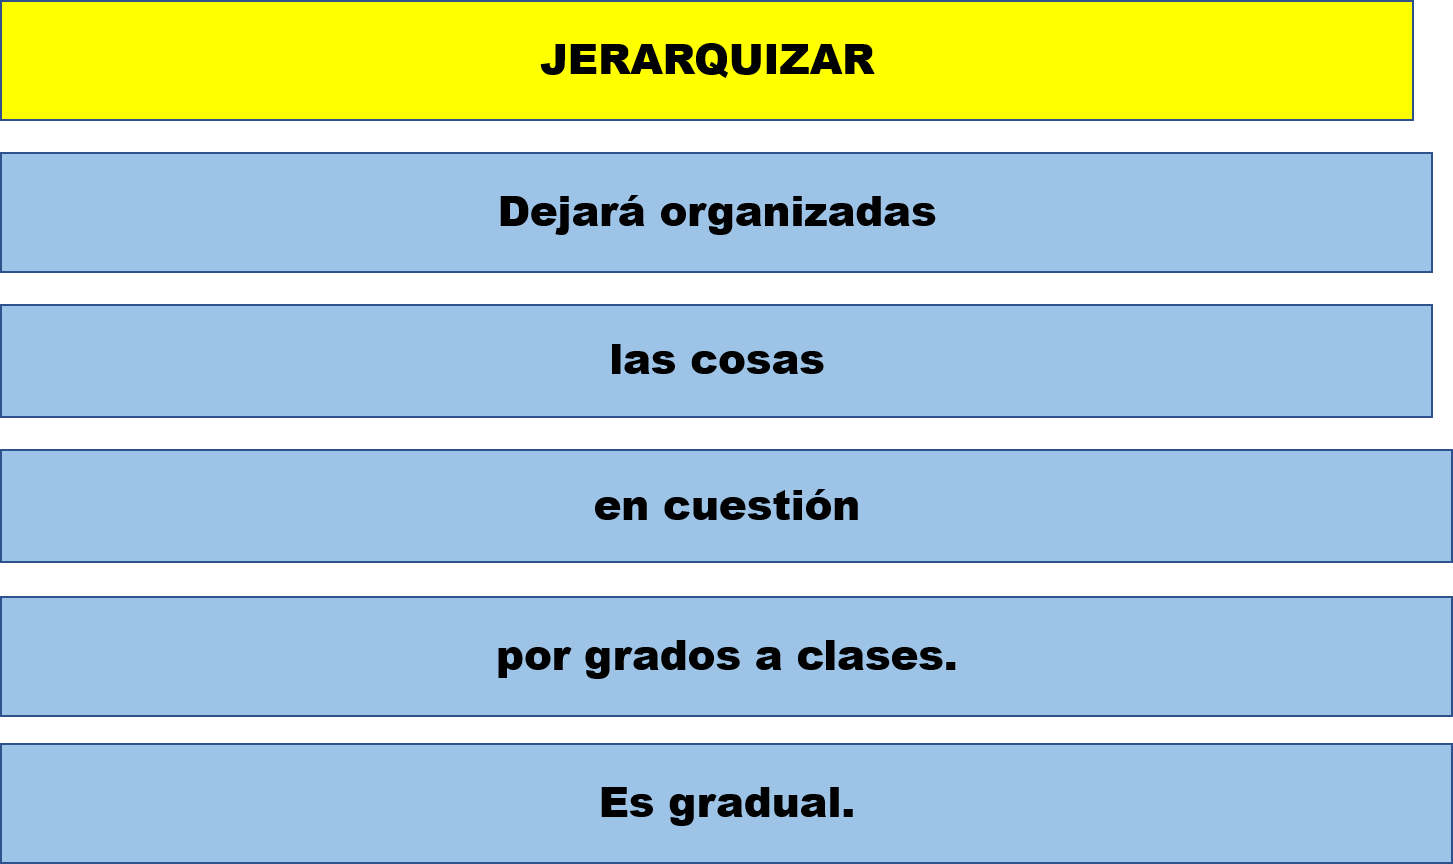 JERARQUIZAR
Dejará organizadas
las cosas
en cuestión
por grados a clases.
Es gradual.